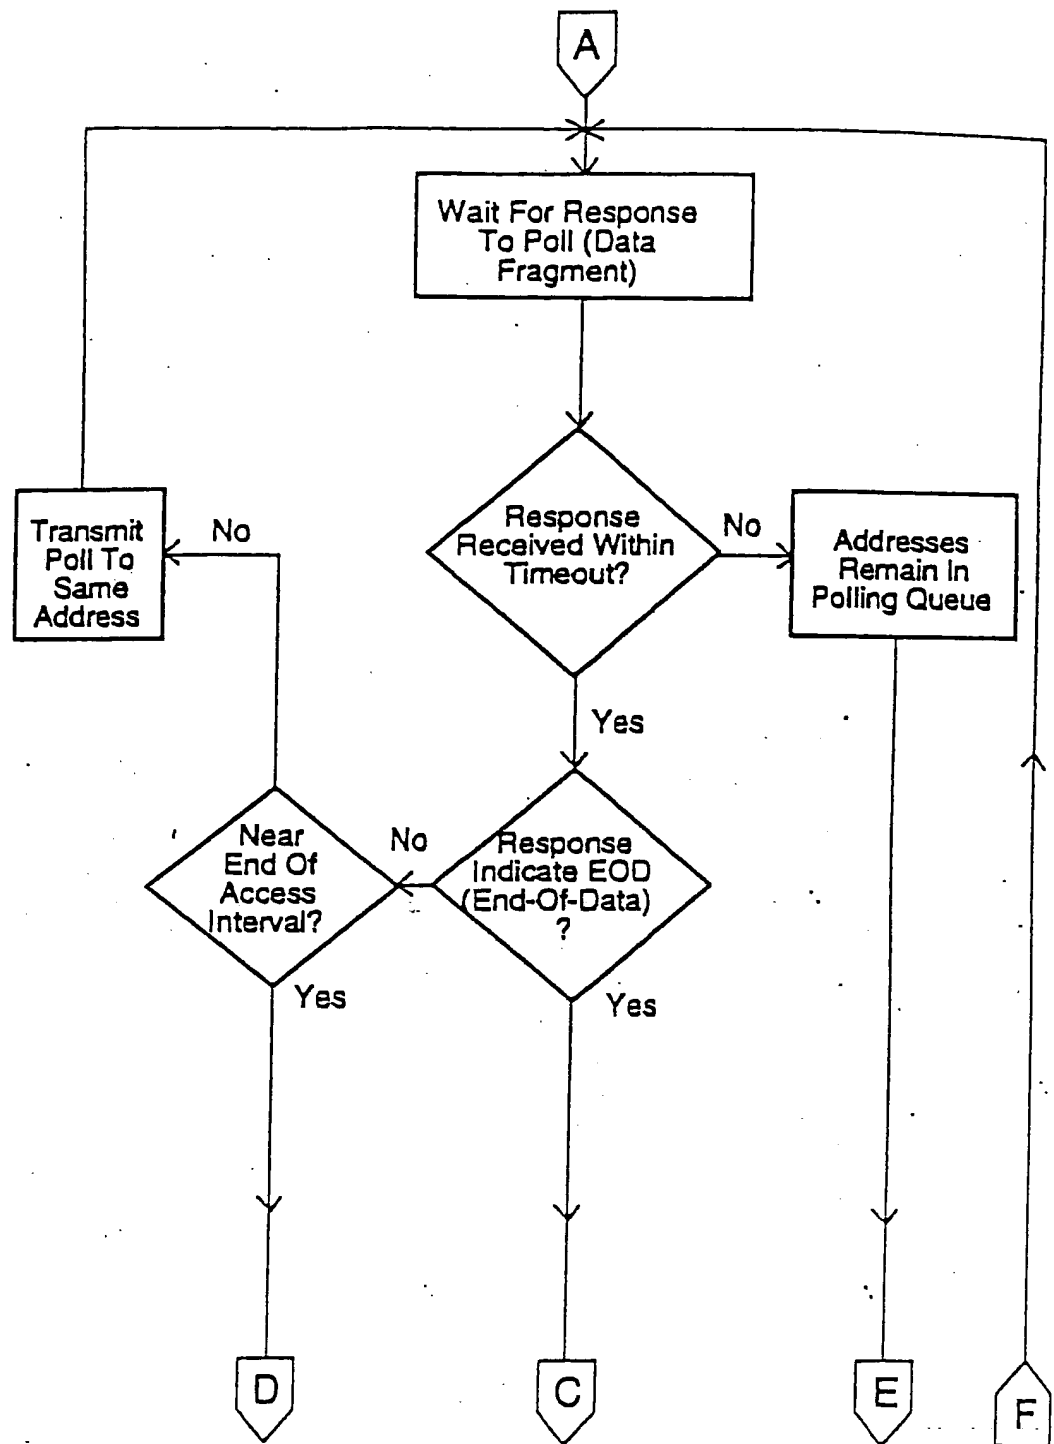 A
Wait For Response
To Poll (Data
Fragment)
Response
Received Within
Timeout?
No
Addresses
Remain In
Polling Queue
No
Transmit
Poll To
Same
Address
Yes
Response
Indicate EOD
(End-Of-Data)
?
No
Near
End Of
Access
Interval?
Yes
Yes
D
C
E
F